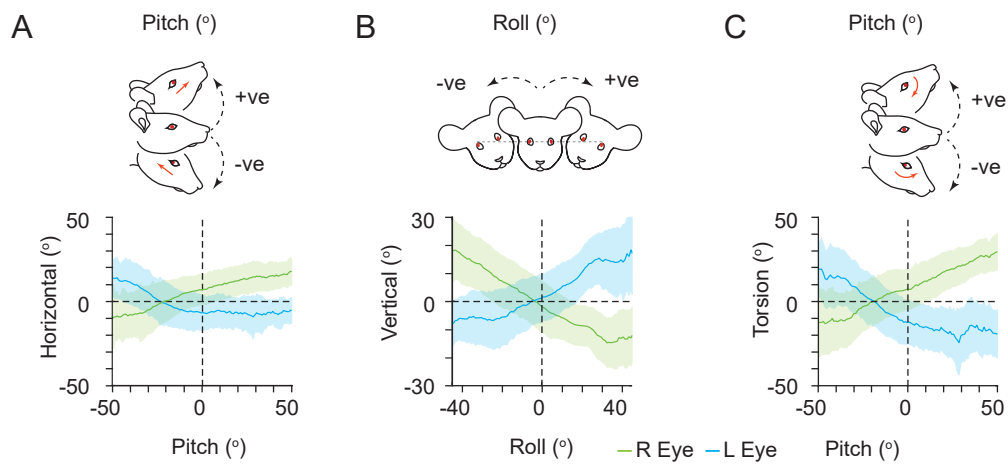 A
Pitch (º)
+ve
-ve
50
0
-50
Horizontal (º)
-50
0
50
Pitch (º)
B
Roll (º)
-ve
+ve
30
0
-30
Vertical (º)
-40
0
40
Roll (º)
C
Pitch (º)
+ve
-ve
50
0
-50
Torsion (º)
-50
0
50
Pitch (º)
R Eye
L Eye